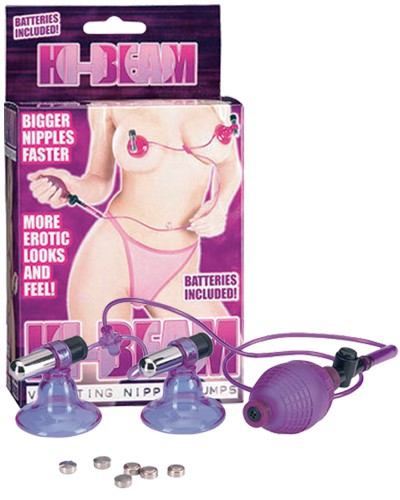 BATTERIES
INCLUDED!
HI-BEAM
BIGGER
NIPPLES
FASTER
MORE
EROTIC
LOOKS
AND
FEEL!
BATTERIES
INCLUDED!
HI-BEAM